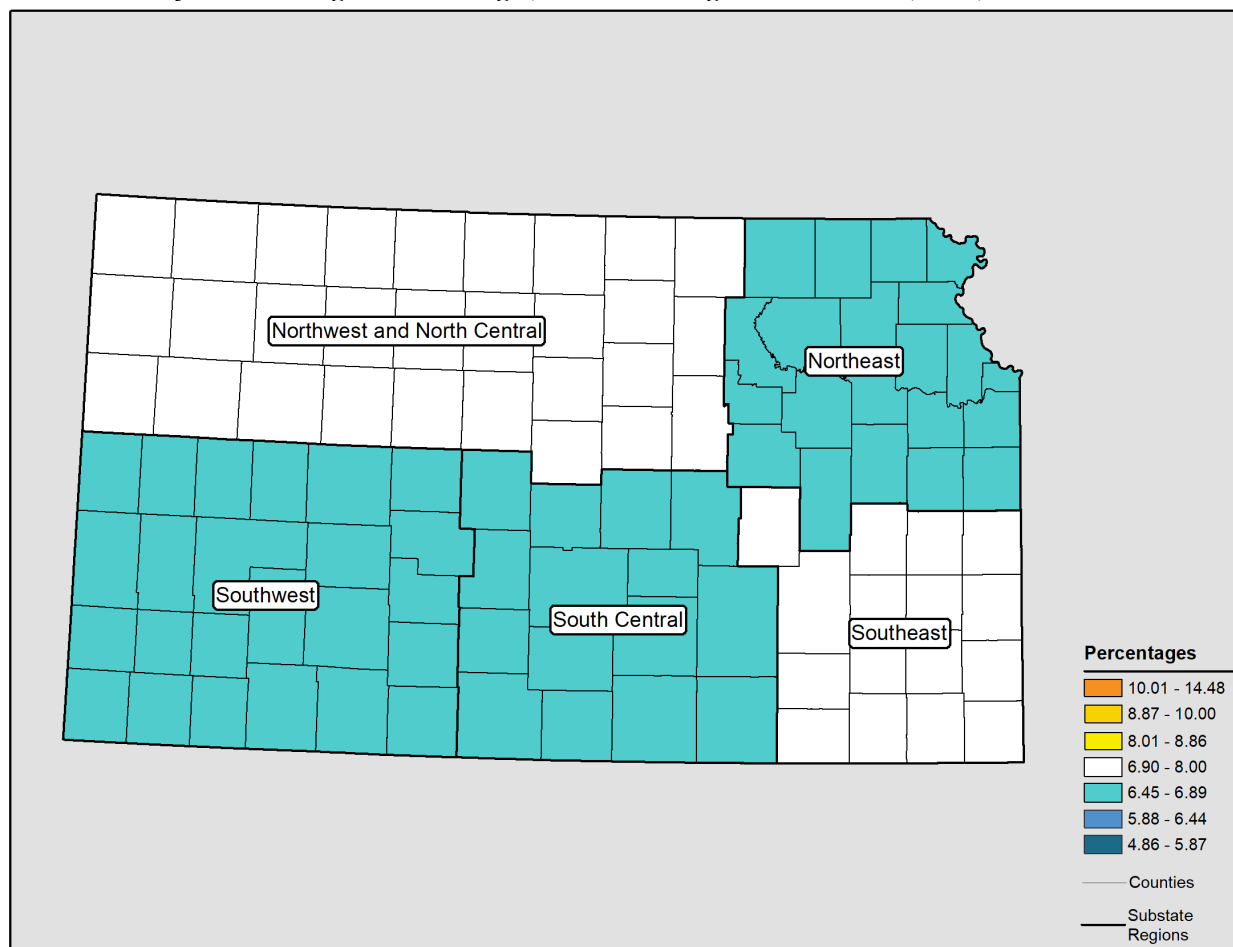 Northwest and North Central
Northeast
Southwest
South Central
Southeast
Percentages
10.01 - 14.48
8.87 - 10.00
8.01 - 8.86
6.90 - 8.00
6.45 - 6.89
5.88 - 6.44
4.86 - 5.87
Counties
Substate
Regions